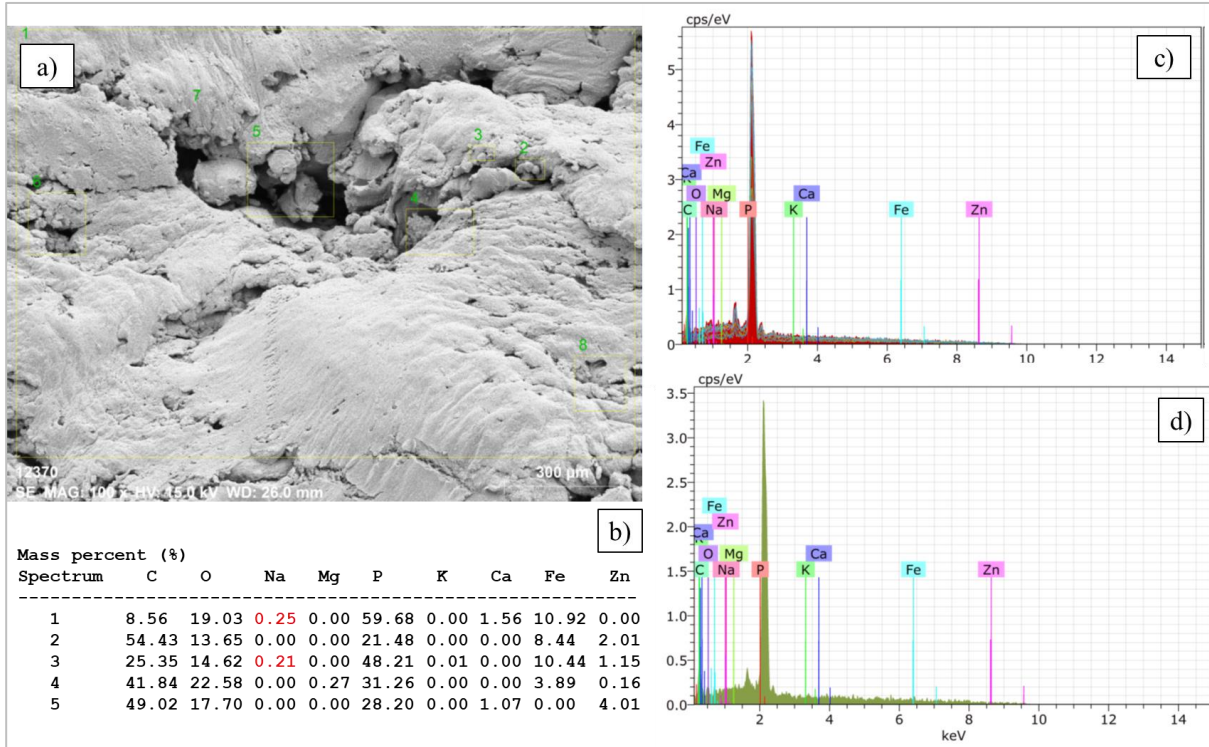 a)
1
7
5
3
2
4
6
8
12370
300 µm
SE MAG: 100 x HV: 15.0 kV WD: 26.0 mm
b)
Mass percent (%)
Spectrum C O Na Mg P K Ca Fe Zn
1 8.56 19.03 0.25 0.00 59.68 0.00 1.56 10.92 0.00
2 54.43 13.65 0.00 0.00 21.48 0.00 0.00 8.44 2.01
3 25.35 14.62 0.21 0.00 48.21 0.01 0.00 10.44 1.15
4 41.84 22.58 0.00 0.27 31.26 0.00 0.00 3.89 0.16
5 49.02 17.70 0.00 0.00 28.20 0.00 1.07 0.00 4.01
cps/eV
c)
5
4
3
2
1
0
Fe
Zn
Ca
O Mg Ca
C Na P K Fe Zn
2 4 6 8 10 12 14
cps/eV
d)
3.5
3.0
2.5
2.0
1.5
1.0
0.5
0.0
Fe
Zn
Ca
O Mg Ca
C Na P K Fe Zn
2 4 6 8 10 12 14
keV